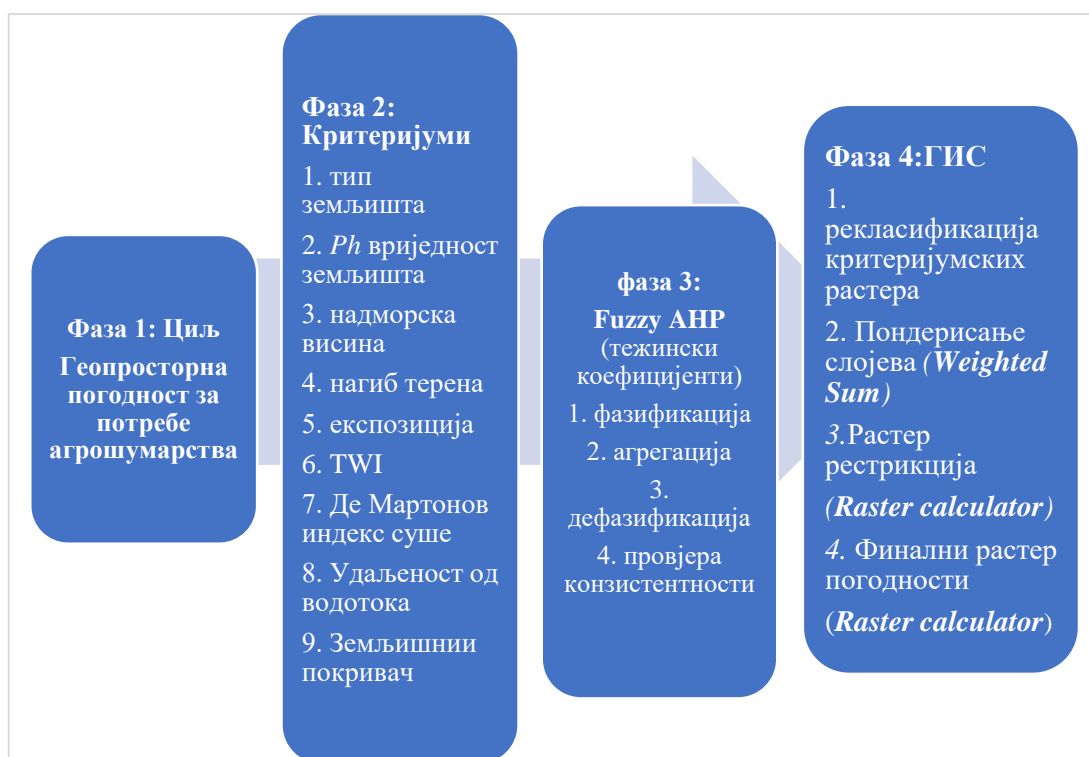 Фаза 1: Циљ
Геопросторна
погодност за
потребе
агрошумарства
Фаза 2:
Критеријуми
1. тип
земљишта
2. Ph вриједност
земљишта
3. надморска
висина
4. нагиб терена
5. експозиција
6. TWI
7. Де Мартонов
индекс суше
8. Удаљеност од
водотока
9. Земљишнии
покривач
фаза 3:
Fuzzy AHP
(тежински
коефицијенти)
1. фазификација
2. агрегација
3.
дефазификација
4. провјера
конзистентности
Фаза 4:ГИС
1.
рекласификација
критеријумских
растера
2. Пондерисање
слојева (Weighted
Sum)
3.Растер
рестрикција
(Raster calculator)
4. Финални растер
погодности
(Raster calculator)